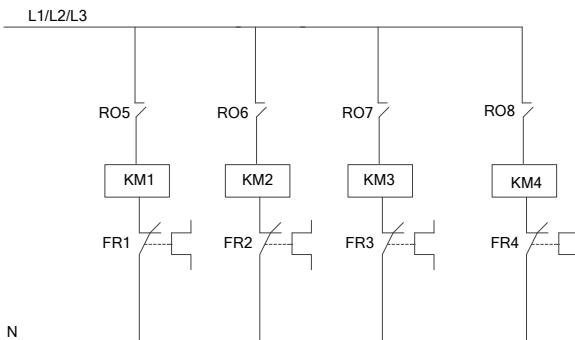 L1/L2/L3
RO5 RO6 RO7 RO8
KM1 KM2 KM3 KM4
FR1 FR2 FR3 FR4
N